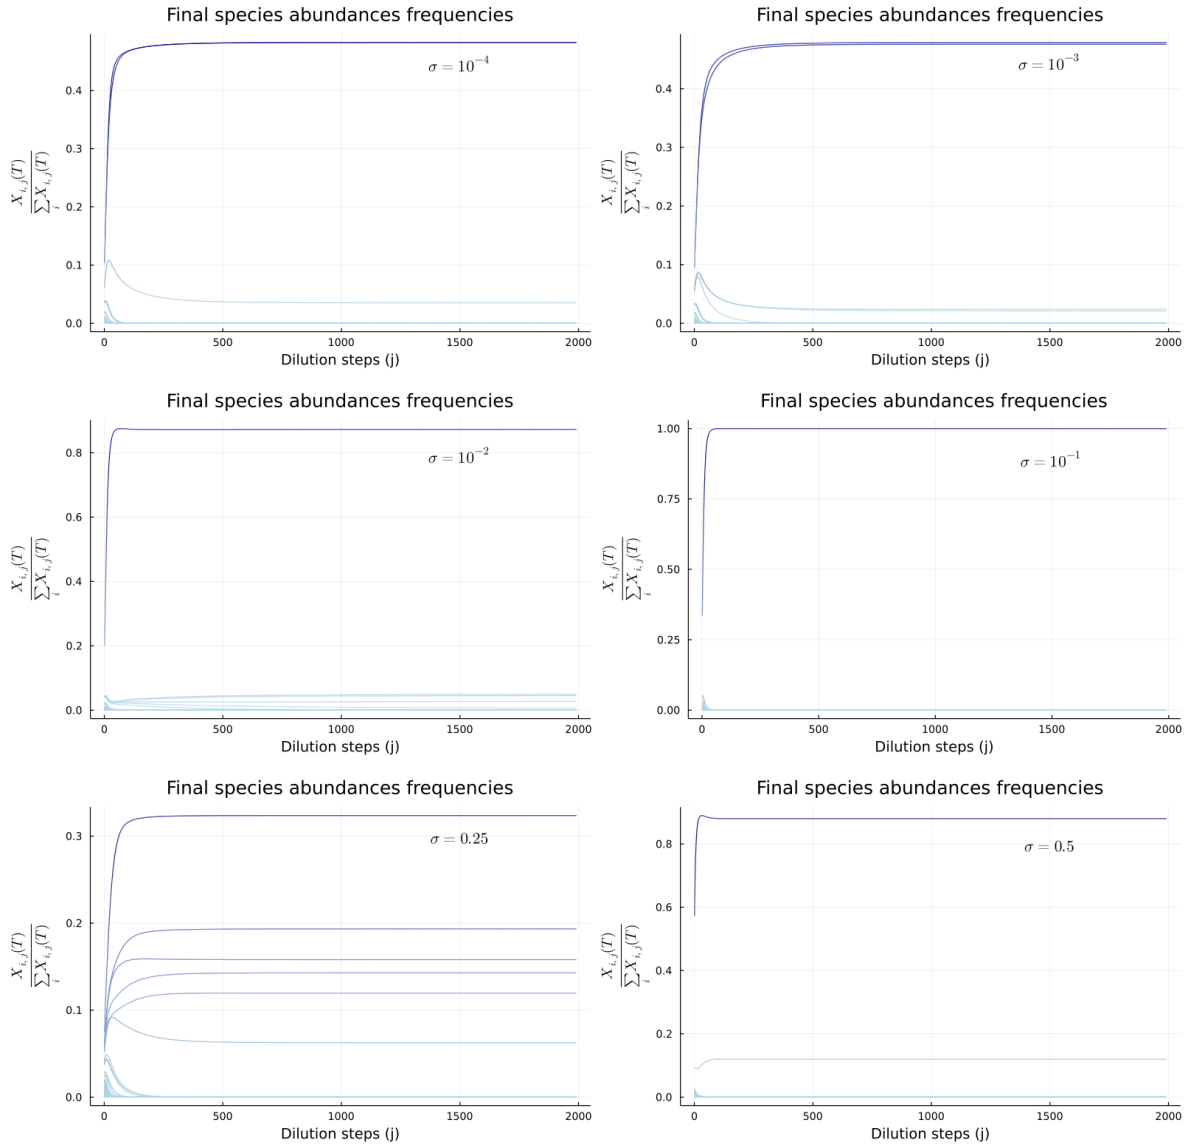 Final species abundances frequencies
σ = 10⁻⁴
X_{i,j}(T)
∑_i X_{i,j}(T)
0.4
0.3
0.2
0.1
0.0
0 500 1000 1500 2000
Dilution steps (j)
Final species abundances frequencies
σ = 10⁻³
X_{i,j}(T)
∑_i X_{i,j}(T)
0.4
0.3
0.2
0.1
0.0
0 500 1000 1500 2000
Dilution steps (j)
Final species abundances frequencies
σ = 10⁻²
X_{i,j}(T)
∑_i X_{i,j}(T)
0.8
0.6
0.4
0.2
0.0
0 500 1000 1500 2000
Dilution steps (j)
Final species abundances frequencies
σ = 10⁻¹
X_{i,j}(T)
∑_i X_{i,j}(T)
1.00
0.75
0.50
0.25
0.00
0 500 1000 1500 2000
Dilution steps (j)
Final species abundances frequencies
σ = 0.25
X_{i,j}(T)
∑_i X_{i,j}(T)
0.3
0.2
0.1
0.0
0 500 1000 1500 2000
Dilution steps (j)
Final species abundances frequencies
σ = 0.5
X_{i,j}(T)
∑_i X_{i,j}(T)
0.8
0.6
0.4
0.2
0.0
0 500 1000 1500 2000
Dilution steps (j)